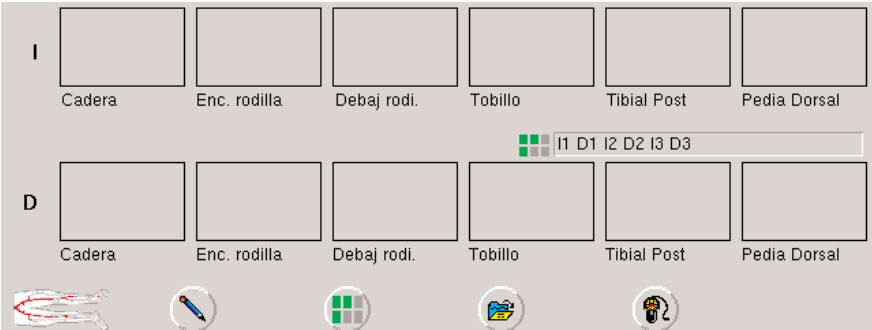 I
Cadera Enc. rodilla Debaj rodi. Tobillo Tibial Post Pedia Dorsal
I1 D1 I2 D2 I3 D3
D
Cadera Enc. rodilla Debaj rodi. Tobillo Tibial Post Pedia Dorsal